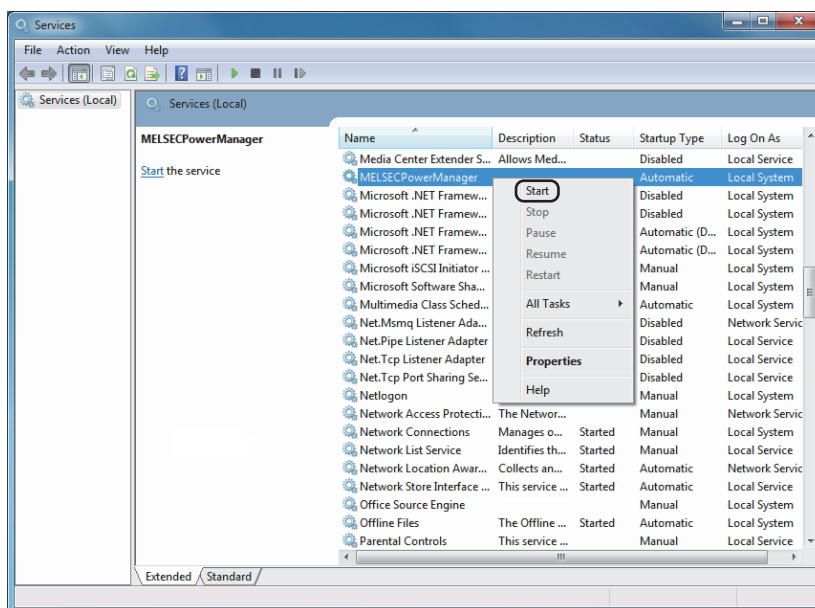 Services
File Action View Help
Services (Local)
Services (Local)
MELSECPowerManager
Start the service
Name Description Status Startup Type Log On As
Media Center Extender S... Allows Med... Disabled Local Service
MELSECPowerManager Automatic Local System
Microsoft .NET Framew... Disabled Local System
Microsoft .NET Framew... Disabled Local System
Microsoft .NET Framew... Automatic (D... Local System
Microsoft .NET Framew... Automatic (D... Local System
Microsoft iSCSI Initiator ... Manual Local System
Microsoft Software Sha... Manual Local System
Multimedia Class Sched... Automatic Local System
Net.Msmq Listener Ada... Disabled Network Servic
Net.Pipe Listener Adapter Disabled Local Service
Net.Tcp Listener Adapter Disabled Local Service
Net.Tcp Port Sharing Se... Disabled Local Service
Netlogon Manual Local System
Network Access Protecti... The Networ... Manual Network Servic
Network Connections Manages o... Started Manual Local System
Network List Service Identifies th... Started Manual Local Service
Network Location Awar... Collects an... Started Automatic Network Servic
Network Store Interface ... This service ... Started Automatic Local Service
Office Source Engine Manual Local System
Offline Files The Offline ... Started Automatic Local System
Parental Controls This service ... Manual Local Service
Start
Stop
Pause
Resume
Restart
All Tasks
Refresh
Properties
Help
Extended Standard